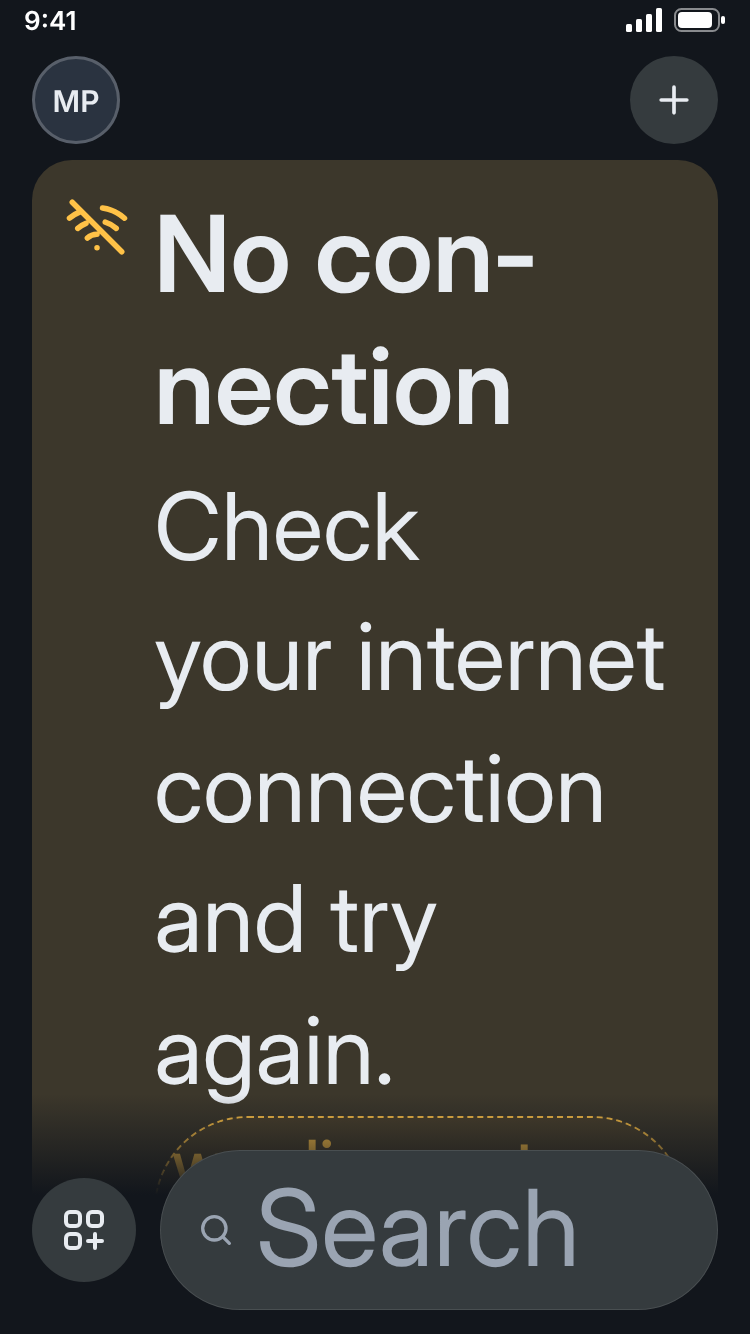 9:41
MP
No con-
nection
Check
your internet
connection
and try
again.
Search